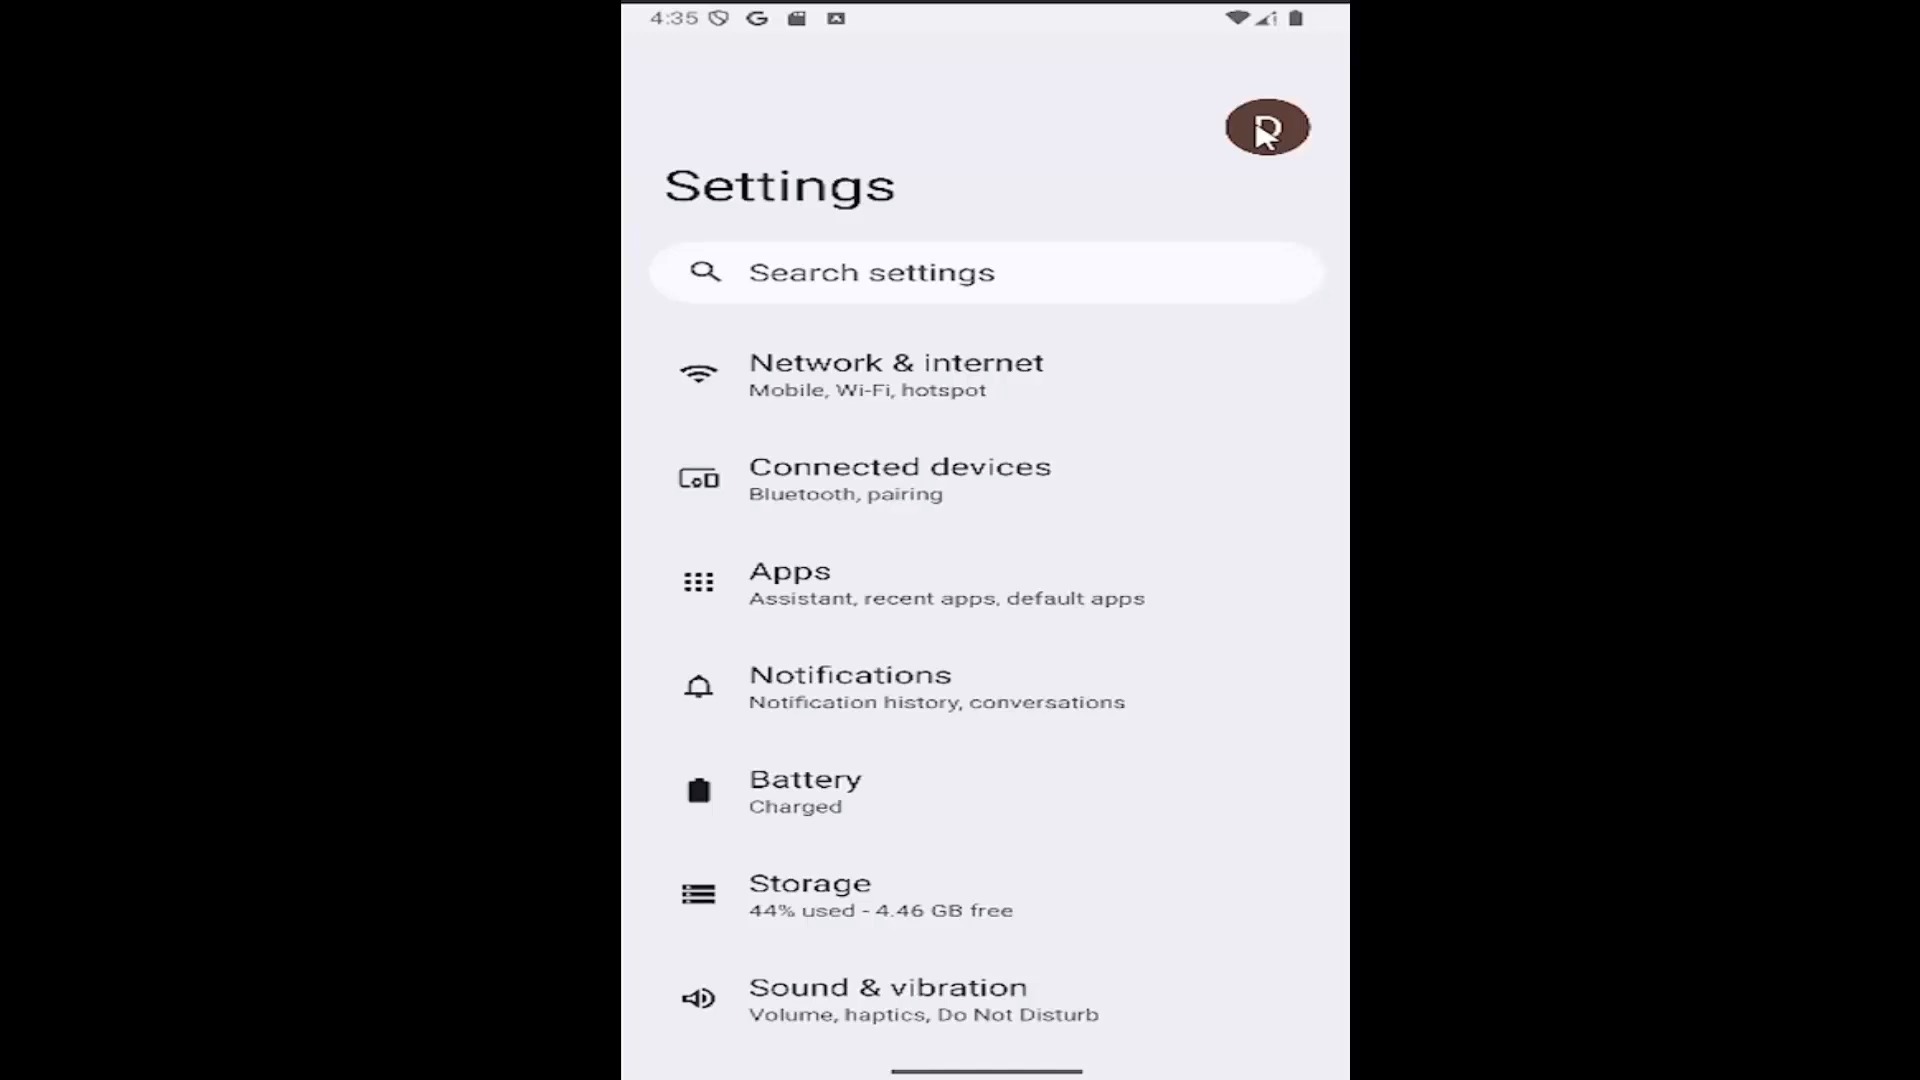 4:35
D
Settings
Search settings
Network & internet
Mobile, Wi-Fi, hotspot
Connected devices
Bluetooth, pairing
Apps
Assistant, recent apps, default apps
Notifications
Notification history, conversations
Battery
Charged
Storage
44% used - 4.46 GB free
Sound & vibration
Volume, haptics, Do Not Disturb